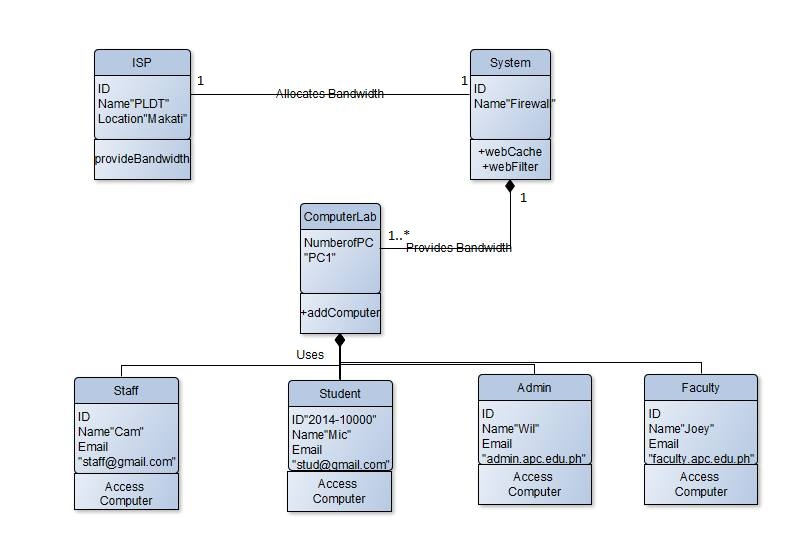 ISP
ID
Name"PLDT"
Location"Makati"
provideBandwidth
1
Allocates Bandwidth
1
System
ID
Name"Firewall"
+webCache
+webFilter
1
ComputerLab
NumberofPC
"PC1"
+addComputer
1..*
Provides Bandwidth
Uses
Staff
ID
Name"Cam"
Email
"staff@gmail.com"
Access
Computer
Student
ID"2014-10000"
Name"Mic"
Email
"stud@gmail.com"
Access
Computer
Admin
ID
Name"Wil"
Email
"admin.apc.edu.ph"
Access
Computer
Faculty
ID
Name"Joey"
Email
"faculty.apc.edu.ph"
Access
Computer